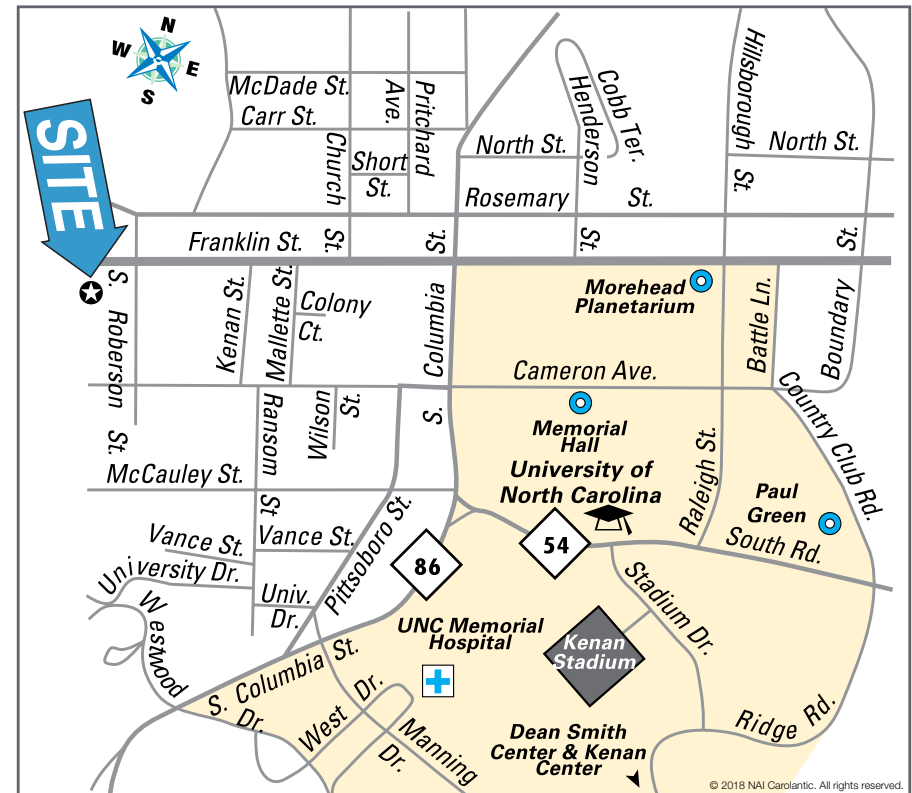 N
W
E
S
SITE
McDade St.
Carr St.
Church
St.
Short
St.
Ave.
Pritchard
St.
North St.
Henderson
St.
Cobb Ter.
Hillsborough
St.
North St.
Rosemary
St.
Franklin St.
St.
S. Roberson St.
Kenan St.
Mallette St.
Colony
Ct.
S. Columbia
Morehead
Planetarium
Battle Ln.
Boundary
Cameron Ave.
Ransom
St
Wilson
St.
Memorial
Hall
University of
North Carolina
Raleigh St.
Country Club Rd.
Paul
Green
McCauley St.
Pittsboro St.
86
54
South Rd.
Vance St.
Vance St.
University Dr.
Univ.
Dr.
Westwood
Dr.
UNC Memorial
Hospital
Kenan
Stadium
Stadium Dr.
S. Columbia St.
West Dr.
Manning
Dr.
Dean Smith
Center & Kenan
Center
Ridge Rd.
© 2018 NAI Carolantic. All rights reserved.